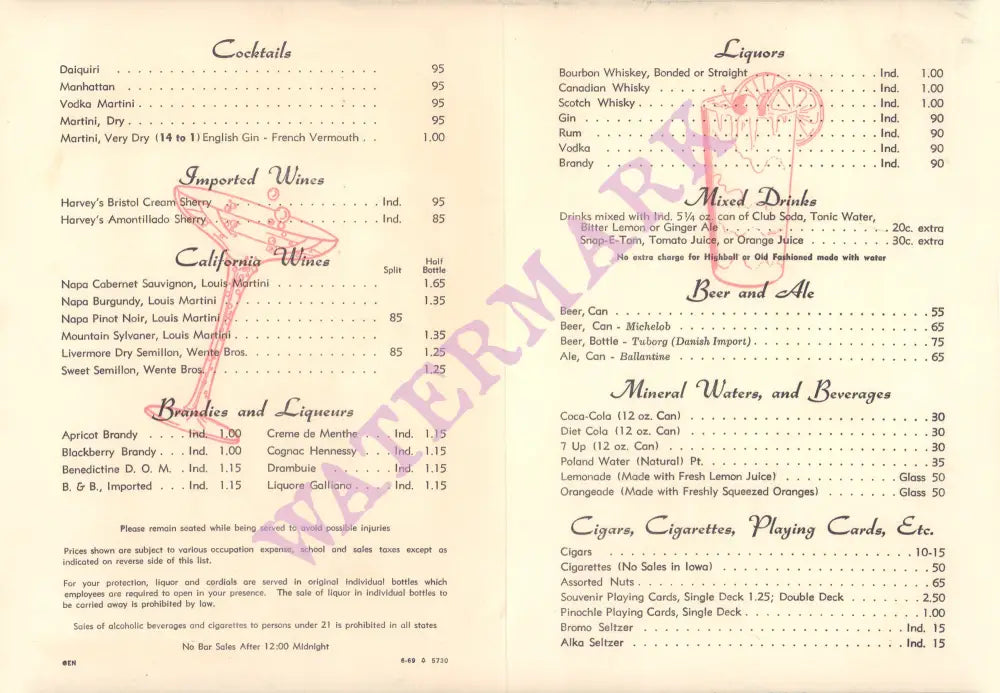 Cocktails
Daiquiri . . . . . . . . . . . . . . . . . . . . . . . . 95
Manhattan . . . . . . . . . . . . . . . . . . . . . . . 95
Vodka Martini . . . . . . . . . . . . . . . . . . . . . . 95
Martini, Dry . . . . . . . . . . . . . . . . . . . . . . . 95
Martini, Very Dry (14 to 1) English Gin - French Vermouth . . 1.00
Imported Wines
Harvey's Bristol Cream Sherry . . . . . . . . . . . . . . . Ind. 95
Harvey's Amontillado Sherry . . . . . . . . . . . . . . . Ind. 85
California Wines
Split Half Bottle
Napa Cabernet Sauvignon, Louis Martini . . . . . . . . . . 1.65
Napa Burgundy, Louis Martini . . . . . . . . . . . . . . . 1.35
Napa Pinot Noir, Louis Martini . . . . . . . . . . . . . . 85
Mountain Sylvaner, Louis Martini . . . . . . . . . . . . . . 1.35
Livermore Dry Semillon, Wente Bros. . . . . . . . . . . . . 85 1.25
Sweet Semillon, Wente Bros. . . . . . . . . . . . . . . . . 1.25
Brandies and Liqueurs
Apricot Brandy . . . . Ind. 1.00 Creme de Menthe . . . Ind. 1.15
Blackberry Brandy . . . Ind. 1.00 Cognac Hennessy . . . Ind. 1.15
Benedictine D. O. M. . Ind. 1.15 Drambuie . . . . . . Ind. 1.15
B. & B., Imported . . . Ind. 1.15 Liquore Galliano . . . . Ind. 1.15
Please remain seated while being served to avoid possible injuries
Prices shown are subject to various occupation expense, school and sales taxes except as
indicated on reverse side of this list.
For your protection, liquor and cordials are served in original individual bottles which
employees are required to open in your presence. The sale of liquor in individual bottles to
be carried away is prohibited by law.
Sales of alcoholic beverages and cigarettes to persons under 21 is prohibited in all states
No Bar Sales After 12:00 Midnight
EN 6-69 5730
Liquors
Bourbon Whiskey, Bonded or Straight . . . . . . . . . . . Ind. 1.00
Canadian Whisky . . . . . . . . . . . . . . . . . . . Ind. 1.00
Scotch Whisky . . . . . . . . . . . . . . . . . . . . Ind. 1.00
Gin . . . . . . . . . . . . . . . . . . . . . . . . Ind. 90
Rum . . . . . . . . . . . . . . . . . . . . . . . . Ind. 90
Vodka . . . . . . . . . . . . . . . . . . . . . . . Ind. 90
Brandy . . . . . . . . . . . . . . . . . . . . . . . Ind. 90
Mixed Drinks
Drinks mixed with Ind. 5¼ oz. can of Club Soda, Tonic Water,
Bitter Lemon or Ginger Ale . . . . . . . . . . . . . . . 20c. extra
Snap-E-Tom, Tomato Juice, or Orange Juice . . . . . . . . 30c. extra
No extra charge for Highball or Old Fashioned made with water
Beer and Ale
Beer, Can . . . . . . . . . . . . . . . . . . . . . . . . 55
Beer, Can - Michelob . . . . . . . . . . . . . . . . . . . 65
Beer, Bottle - Tuborg (Danish Import) . . . . . . . . . . . . . 75
Ale, Can - Ballantine . . . . . . . . . . . . . . . . . . . 65
Mineral Waters, and Beverages
Coca-Cola (12 oz. Can) . . . . . . . . . . . . . . . . . . 30
Diet Cola (12 oz. Can) . . . . . . . . . . . . . . . . . . 30
7 Up (12 oz. Can) . . . . . . . . . . . . . . . . . . . . 30
Poland Water (Natural) Pt. . . . . . . . . . . . . . . . . . 35
Lemonade (Made with Fresh Lemon Juice) . . . . . . . . . . . Glass 50
Orangeade (Made with Freshly Squeezed Oranges) . . . . . . . Glass 50
Cigars, Cigarettes, Playing Cards, Etc.
Cigars . . . . . . . . . . . . . . . . . . . . . . . . 10-15
Cigarettes (No Sales in Iowa) . . . . . . . . . . . . . . . . 50
Assorted Nuts . . . . . . . . . . . . . . . . . . . . . . 65
Souvenir Playing Cards, Single Deck 1.25; Double Deck . . . . . . . 2.50
Pinochle Playing Cards, Single Deck . . . . . . . . . . . . . . 1.00
Bromo Seltzer . . . . . . . . . . . . . . . . . . . . . Ind. 15
Alka Seltzer . . . . . . . . . . . . . . . . . . . . . . Ind. 15
WATERMARK